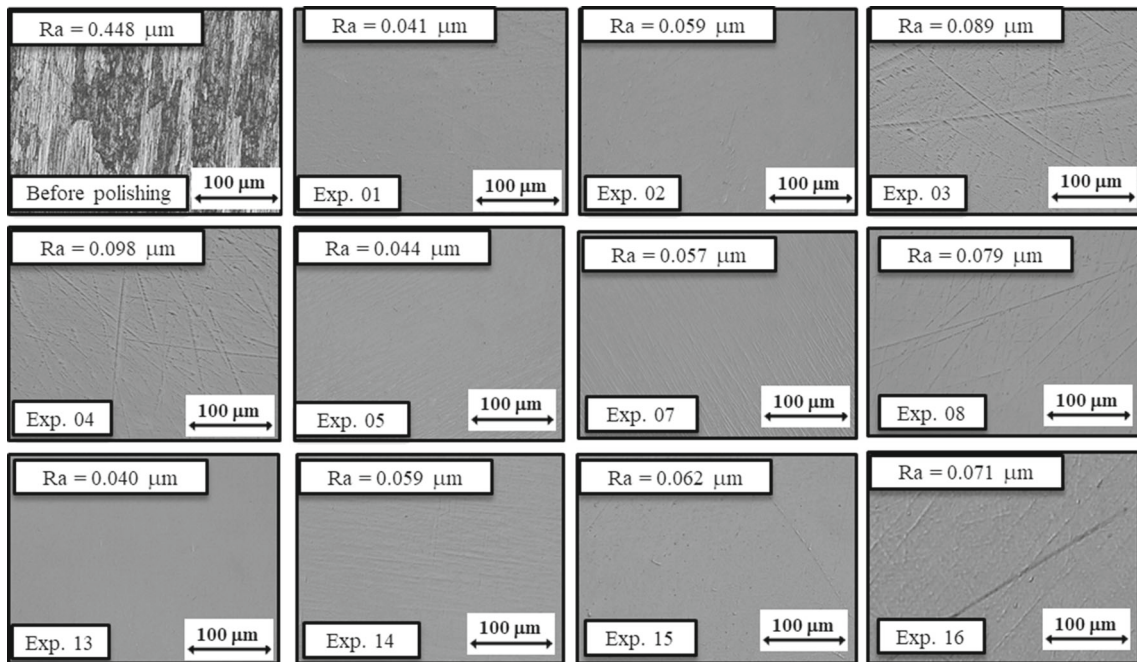 Ra = 0.448 μm
100 μm
Before polishing
Ra = 0.041 μm
100 μm
Exp. 01
Ra = 0.059 μm
100 μm
Exp. 02
Ra = 0.089 μm
100 μm
Exp. 03
Ra = 0.098 μm
100 μm
Exp. 04
Ra = 0.044 μm
100 μm
Exp. 05
Ra = 0.057 μm
100 μm
Exp. 07
Ra = 0.079 μm
100 μm
Exp. 08
Ra = 0.040 μm
100 μm
Exp. 13
Ra = 0.059 μm
100 μm
Exp. 14
Ra = 0.062 μm
100 μm
Exp. 15
Ra = 0.071 μm
100 μm
Exp. 16